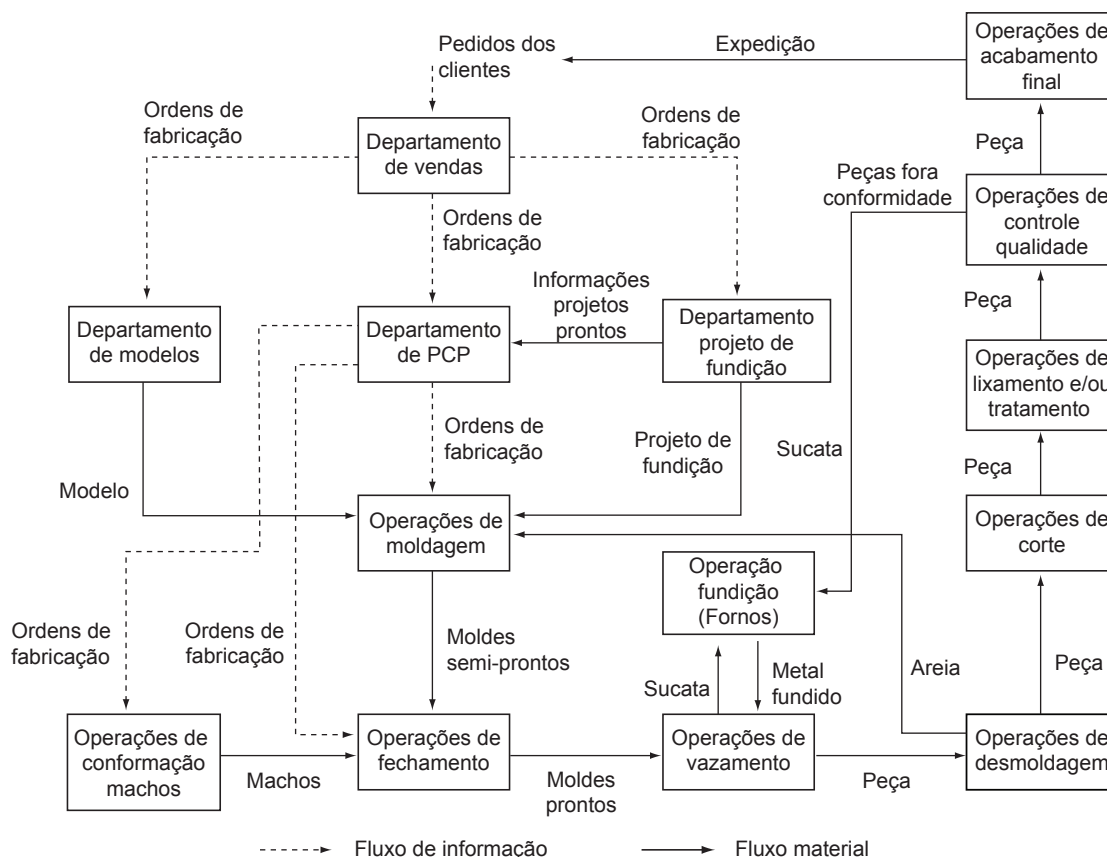 Pedidos dos
clientes
Expedição
Operações de
acabamento
final
Ordens de
fabricação
Departamento
de vendas
Ordens de
fabricação
Peça
Peças fora
conformidade
Operações de
controle
qualidade
Ordens de
fabricação
Informações
projetos
prontos
Peça
Departamento
de modelos
Departamento
de PCP
Departamento
projeto de
fundição
Operações de
lixamento e/ou
tratamento
Ordens de
fabricação
Projeto de
fundição
Sucata
Peça
Modelo
Operações de
moldagem
Operações de
corte
Operação
fundição
(Fornos)
Ordens de
fabricação
Ordens de
fabricação
Moldes
semi-prontos
Sucata
Metal
fundido
Areia
Peça
Operações de
conformação
machos
Machos
Operações de
fechamento
Moldes
prontos
Operações de
vazamento
Peça
Operações de
desmoldagem
Fluxo de informação
Fluxo material